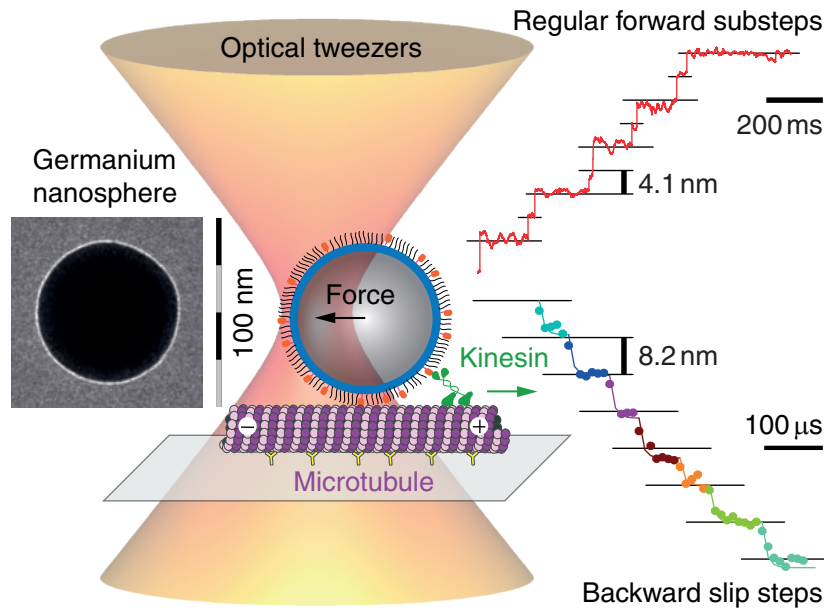 Optical tweezers
Regular forward substeps
200 ms
4.1 nm
Germanium
nanosphere
100 nm
Force
Kinesin
8.2 nm
100 μs
−
+
Microtubule
Backward slip steps